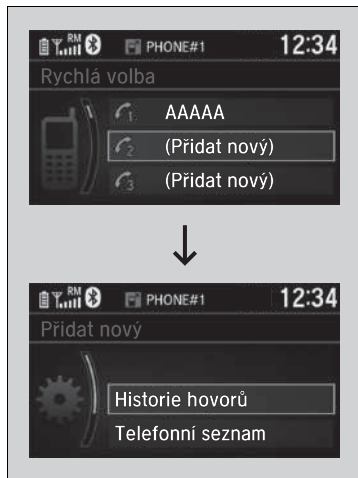 RM PHONE#1 12:34
Rychlá volba
1 AAAAA
2 (Přidat nový)
3 (Přidat nový)
RM PHONE#1 12:34
Přidat nový
Historie hovorů
Telefonní seznam